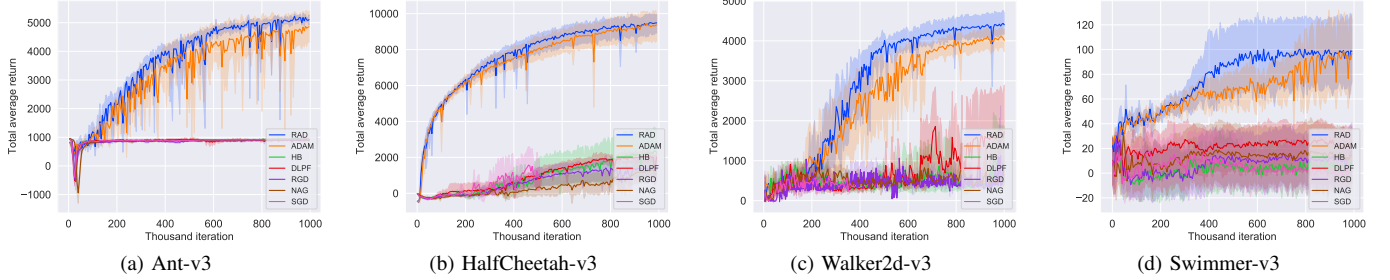 5000
4000
3000
2000
1000
0
−1000
Total average return
0 200 400 600 800 1000
Thousand iteration
RAD
ADAM
HB
DLPF
RGD
NAG
SGD
(a) Ant-v3
10000
8000
6000
4000
2000
0
Total average return
0 200 400 600 800 1000
Thousand iteration
RAD
ADAM
HB
DLPF
RGD
NAG
SGD
(b) HalfCheetah-v3
5000
4000
3000
2000
1000
0
Total average return
0 200 400 600 800 1000
Thousand iteration
RAD
ADAM
HB
DLPF
RGD
NAG
SGD
(c) Walker2d-v3
120
100
80
60
40
20
0
−20
Total average return
0 200 400 600 800 1000
Thousand iteration
RAD
ADAM
HB
DLPF
RGD
NAG
SGD
(d) Swimmer-v3